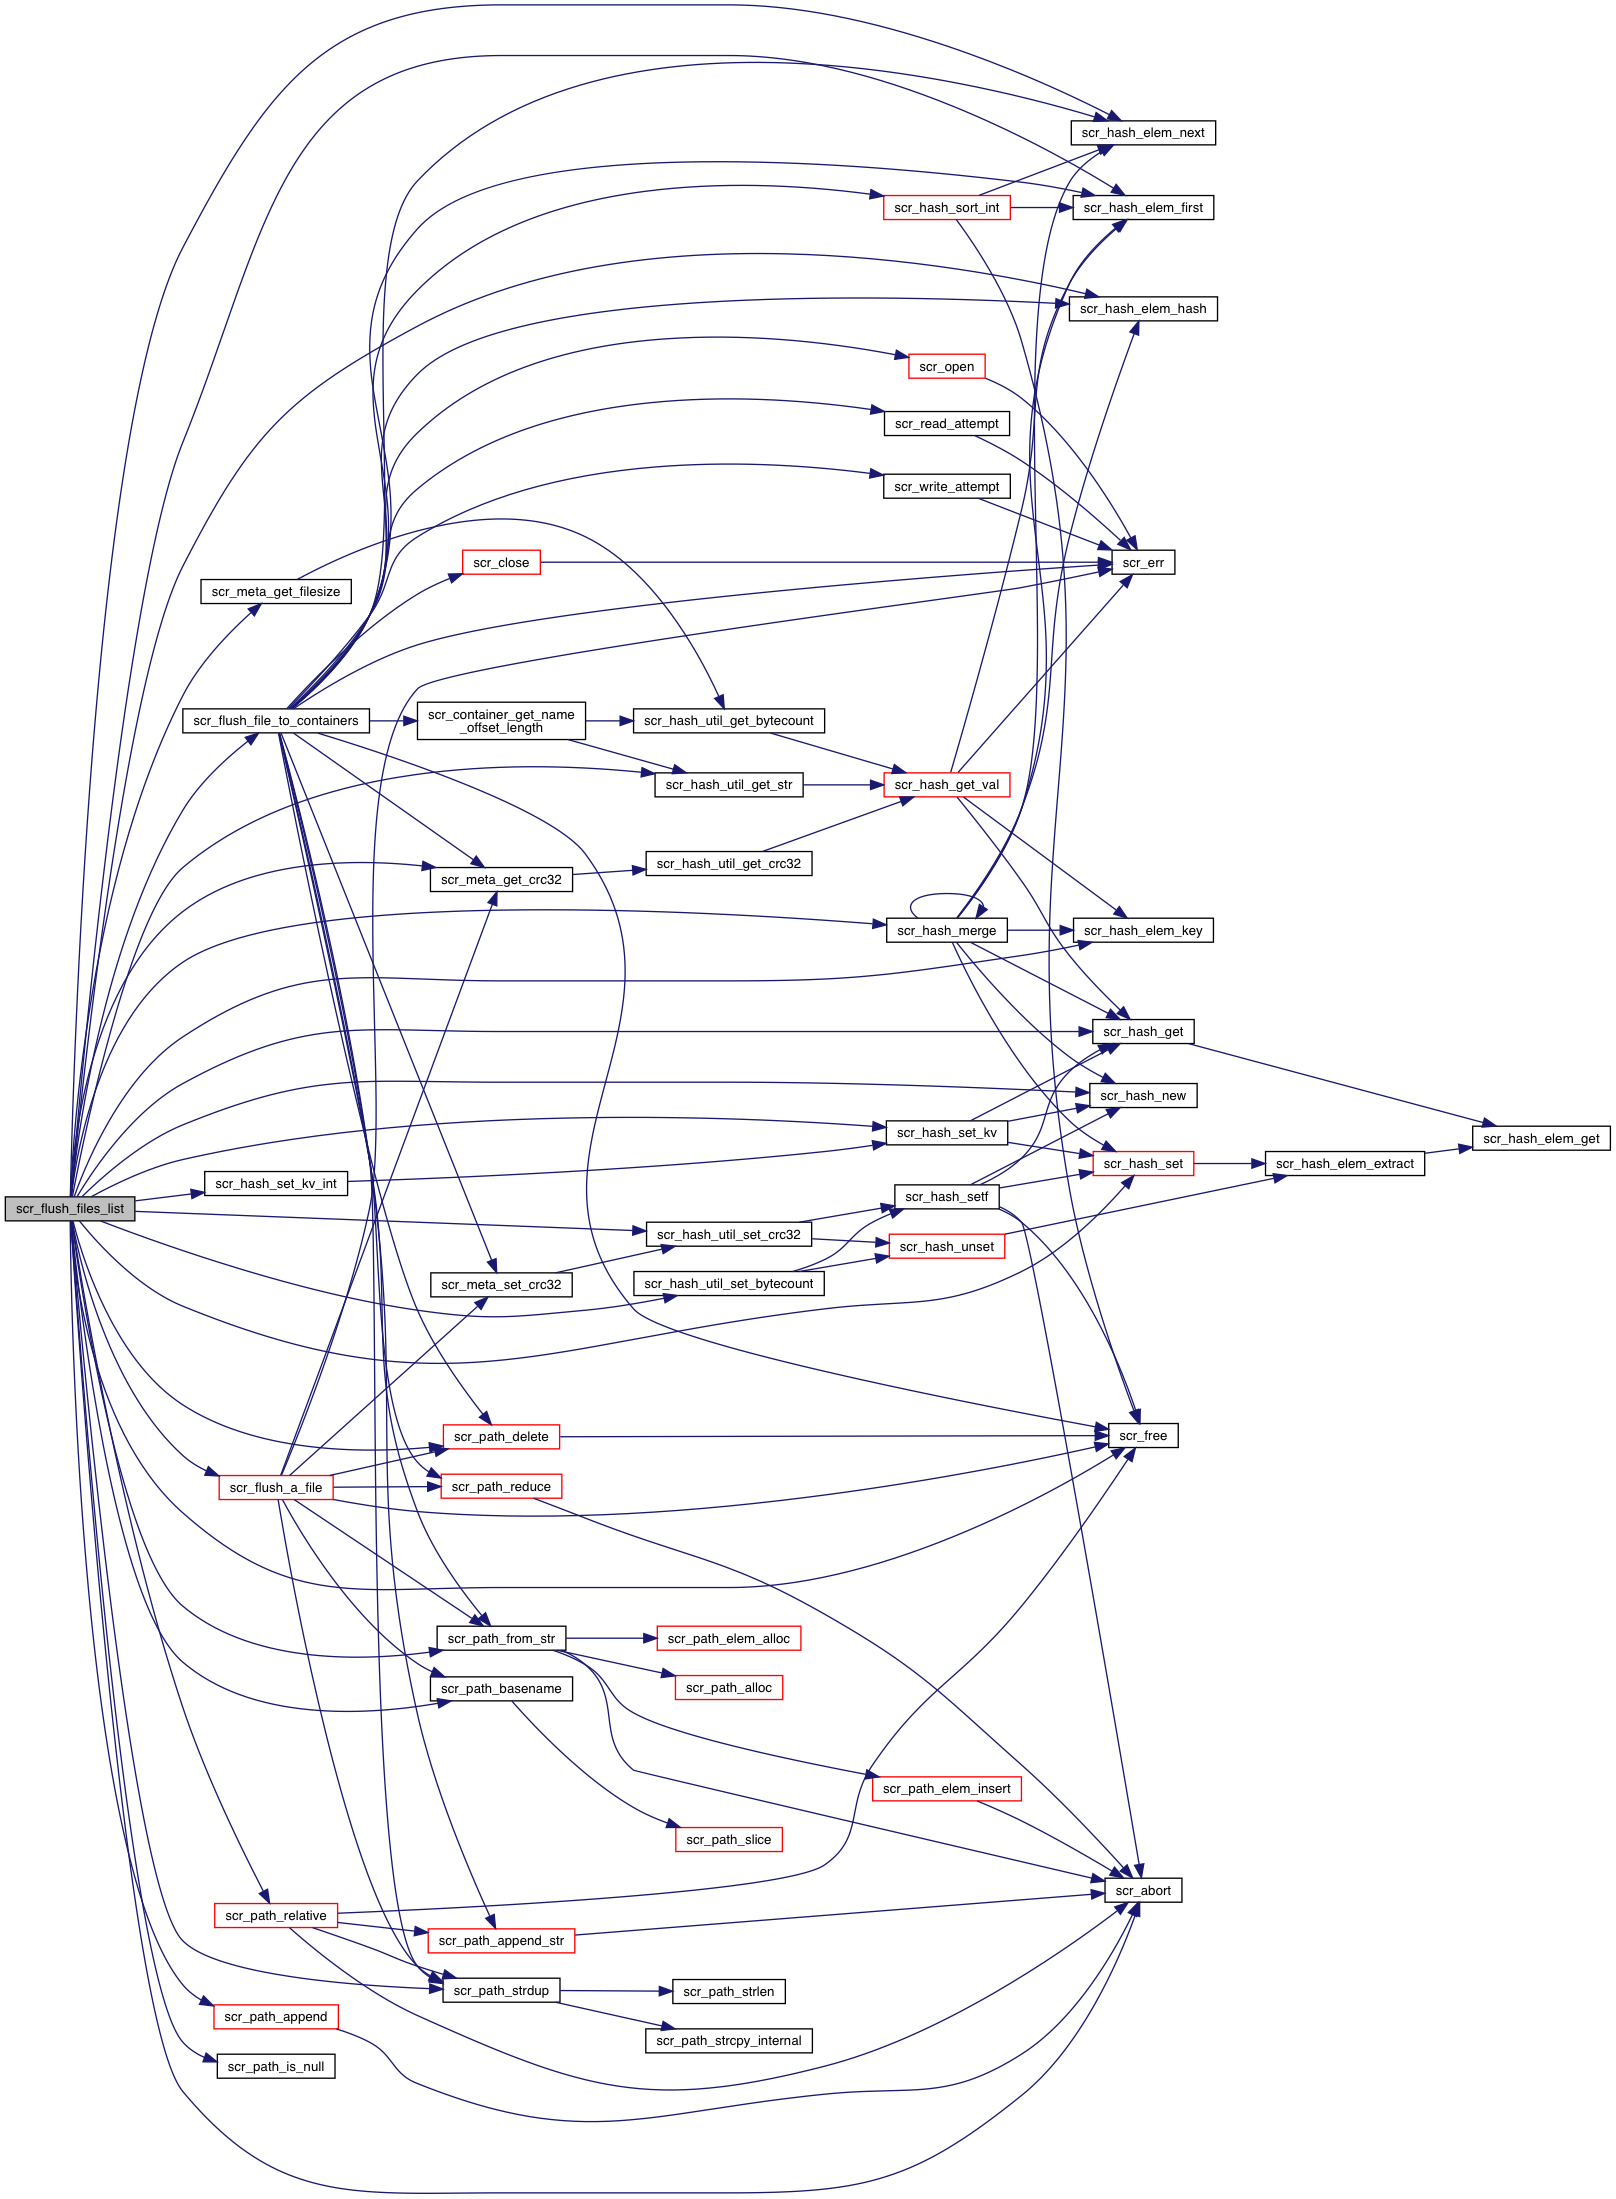 scr_hash_elem_next
scr_hash_sort_int
scr_hash_elem_first
scr_hash_elem_hash
scr_open
scr_read_attempt
scr_write_attempt
scr_close
scr_err
scr_meta_get_filesize
scr_flush_file_to_containers
scr_container_get_name
_offset_length
scr_hash_util_get_bytecount
scr_hash_util_get_str
scr_hash_get_val
scr_hash_util_get_crc32
scr_meta_get_crc32
scr_hash_merge
scr_hash_elem_key
scr_hash_get
scr_hash_new
scr_hash_set_kv
scr_hash_elem_get
scr_hash_set
scr_hash_elem_extract
scr_hash_set_kv_int
scr_hash_setf
scr_flush_files_list
scr_hash_util_set_crc32
scr_hash_unset
scr_meta_set_crc32
scr_hash_util_set_bytecount
scr_path_delete
scr_free
scr_flush_a_file
scr_path_reduce
scr_path_from_str
scr_path_elem_alloc
scr_path_basename
scr_path_alloc
scr_path_elem_insert
scr_path_slice
scr_abort
scr_path_relative
scr_path_append_str
scr_path_strdup
scr_path_strlen
scr_path_append
scr_path_strcpy_internal
scr_path_is_null